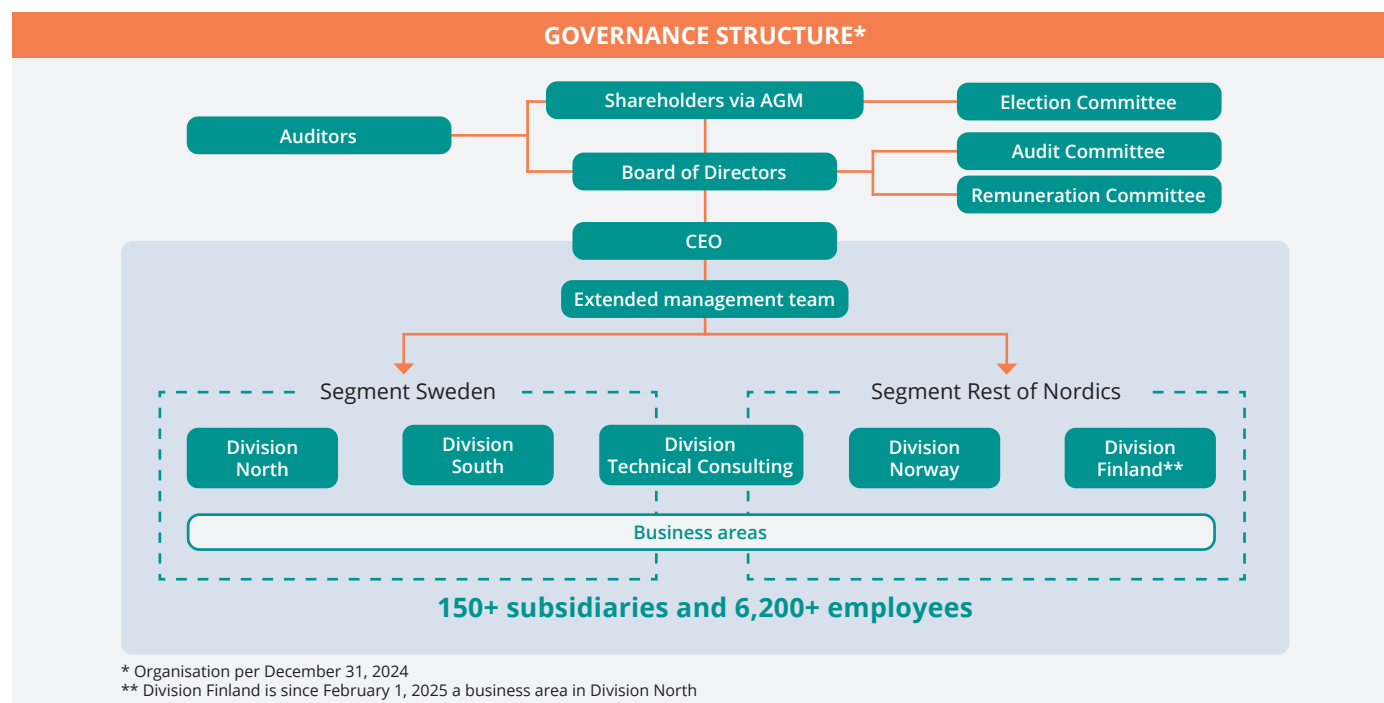 GOVERNANCE STRUCTURE*
Shareholders via AGM
Election Committee
Auditors
Audit Committee
Board of Directors
Remuneration Committee
CEO
Extended management team
Segment Sweden
Segment Rest of Nordics
Division
North
Division
South
Division
Technical Consulting
Division
Norway
Division
Finland**
Business areas
150+ subsidiaries and 6,200+ employees
* Organisation per December 31, 2024
** Division Finland is since February 1, 2025 a business area in Division North